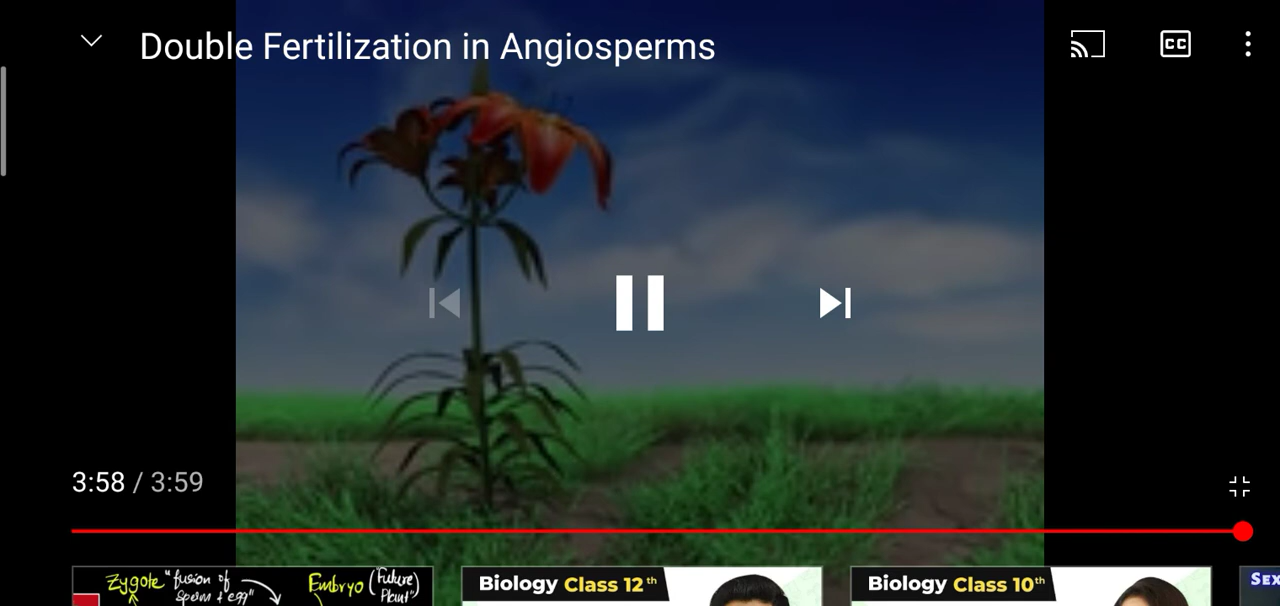 Double Fertilization in Angiosperms
CC
3:58 / 3:59
Zygote "fusion of
sperm & egg"
Embryo (Future
Plant")
Biology Class 12th
Biology Class 10th
SEX